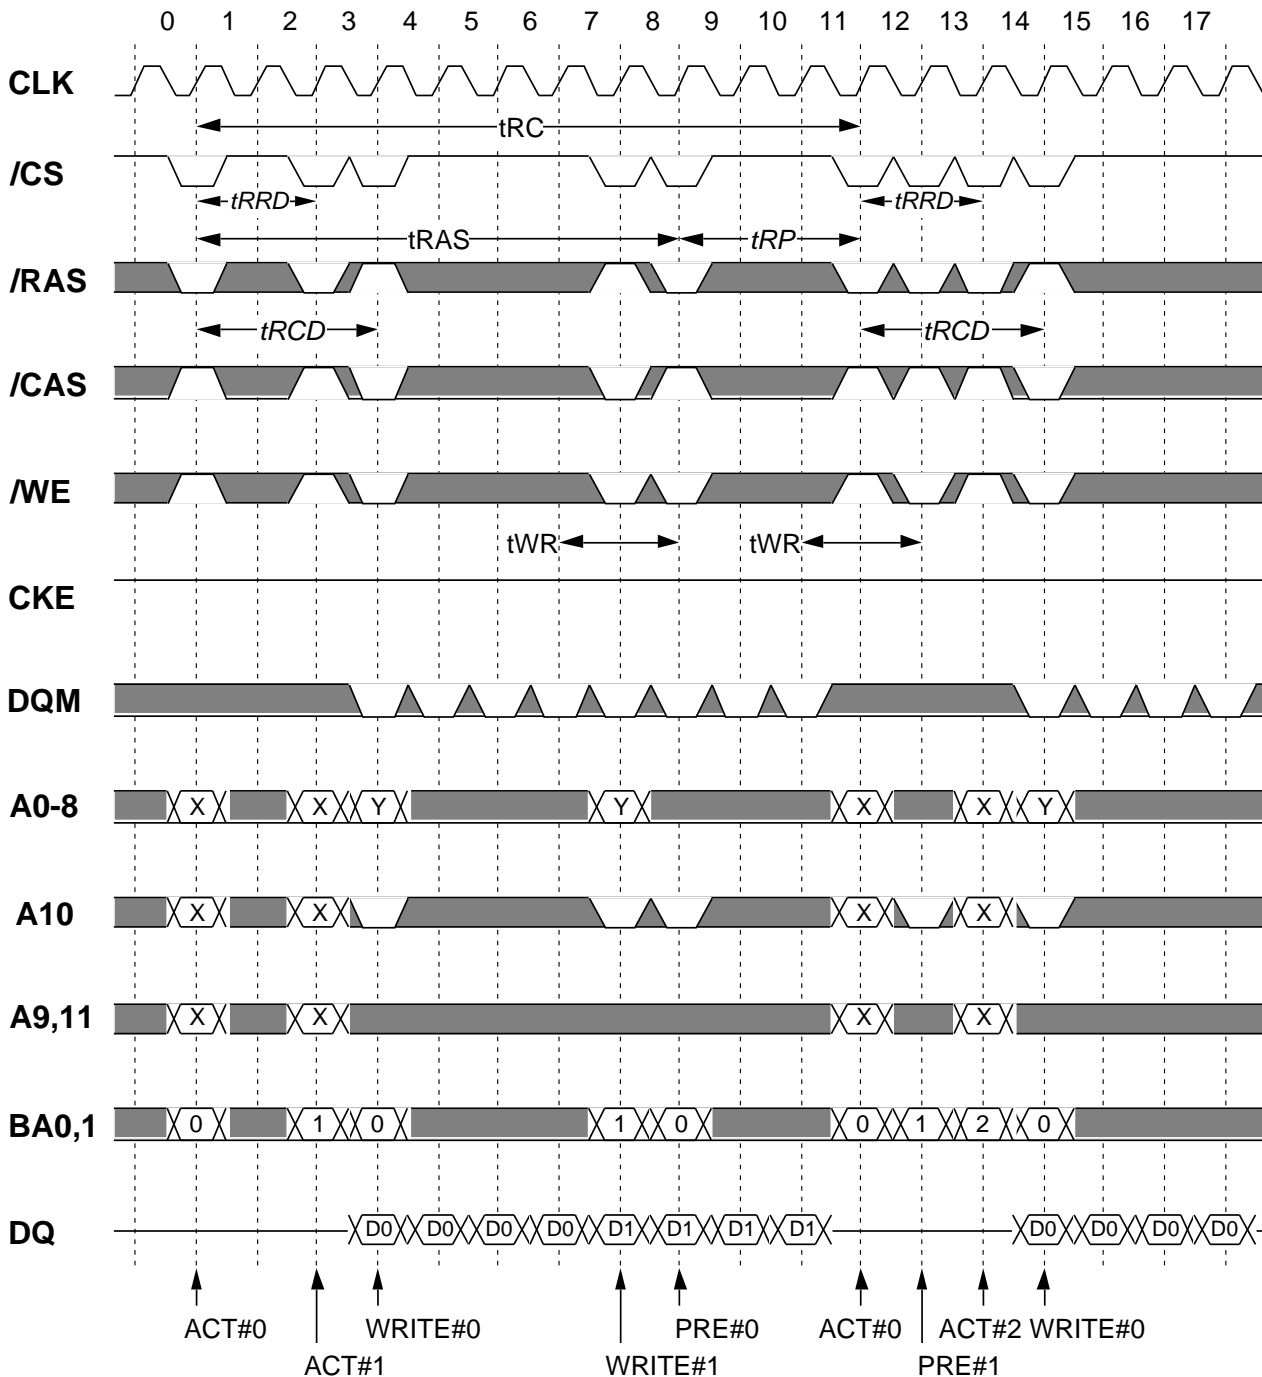 0 1 2 3 4 5 6 7 8 9 10 11 12 13 14 15 16 17
CLK
tRC
/CS
tRRD tRRD
tRAS tRP
/RAS
tRCD tRCD
/CAS
/WE
tWR tWR
CKE
DQM
A0-8 X X Y Y X X Y
A10 X X X X
A9,11 X X X X
BA0,1 0 1 0 1 0 0 1 2 0
DQ D0 D0 D0 D0 D1 D1 D1 D1 D0 D0 D0 D0
ACT#0 WRITE#0 PRE#0 ACT#0 ACT#2 WRITE#0
ACT#1 WRITE#1 PRE#1